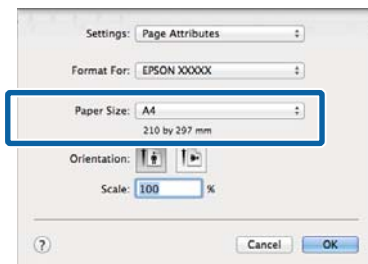 Settings: Page Attributes
Format For: EPSON XXXXX
Paper Size: A4
210 by 297 mm
Orientation:
Scale: 100 %
? Cancel OK